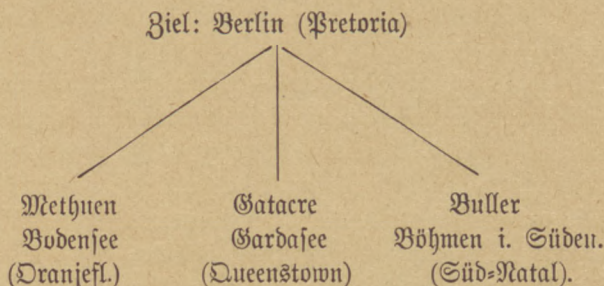 Ziel: Berlin (Pretoria)
Methuen
Bodensee
(Oranjefl.)
Gatacre
Gardasee
(Queenstown)
Buller
Böhmen i. Süden.
(Süd-Natal).